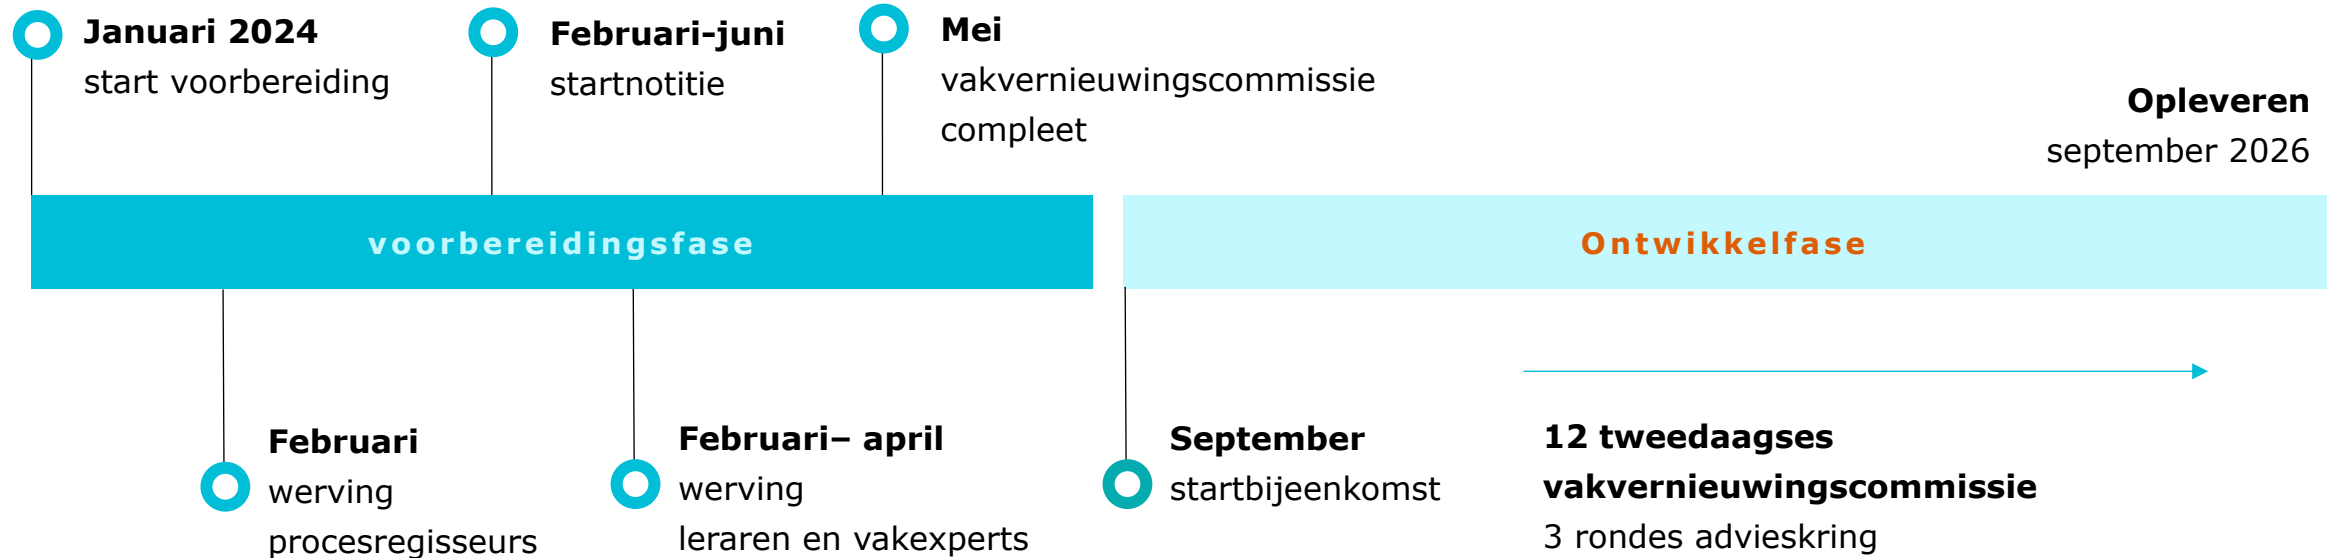 Januari 2024
start voorbereiding
Februari-juni
startnotitie
Mei
vakvernieuwingscommissie
compleet
Opleveren
september 2026
voorbereidingsfase
Ontwikkelfase
Februari
werving
procesregisseurs
Februari– april
werving
leraren en vakexperts
September
startbijeenkomst
12 tweedaagses
vakvernieuwingscommissie
3 rondes advieskring